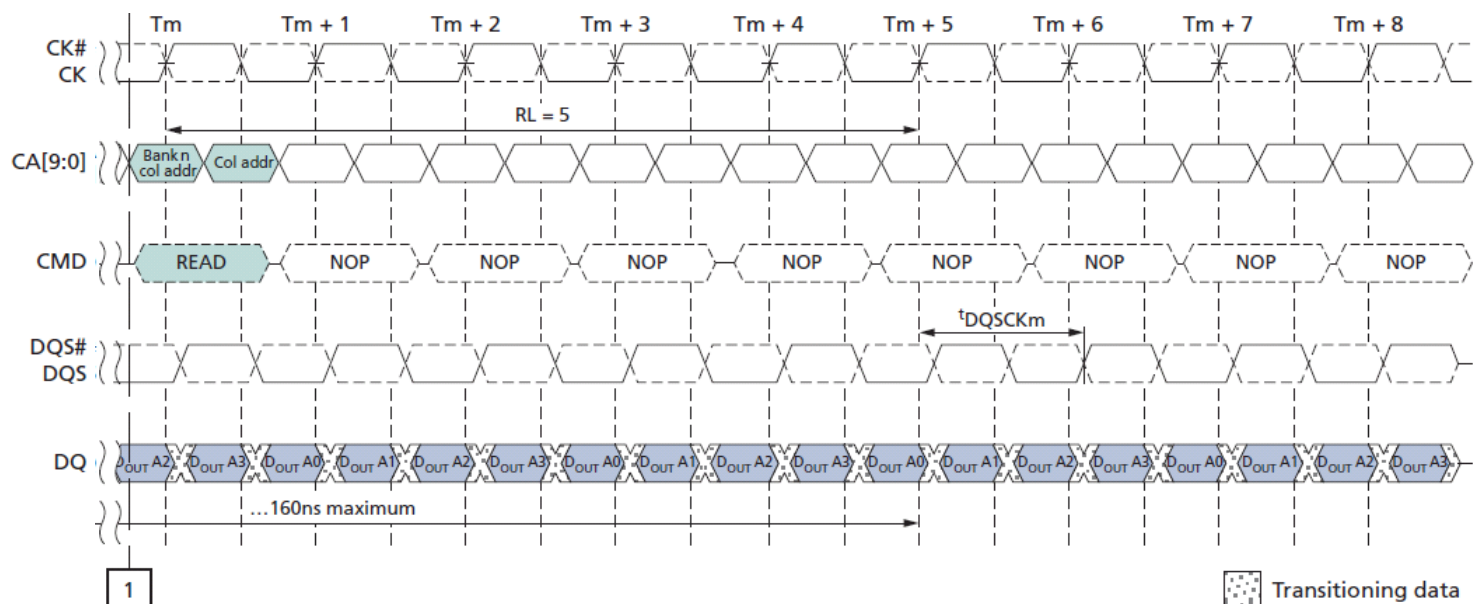 Tm Tm + 1 Tm + 2 Tm + 3 Tm + 4 Tm + 5 Tm + 6 Tm + 7 Tm + 8
CK#
CK
RL = 5
CA[9:0] Bank n col addr Col addr
CMD READ NOP NOP NOP NOP NOP NOP NOP NOP
tDQSCKm
DQS#
DQS
DQ DOUT A2 DOUT A3 DOUT A0 DOUT A1 DOUT A2 DOUT A3 DOUT A0 DOUT A1 DOUT A2 DOUT A3 DOUT A0 DOUT A1 DOUT A2 DOUT A3 DOUT A0 DOUT A1 DOUT A2 DOUT A3
...160ns maximum
1
Transitioning data